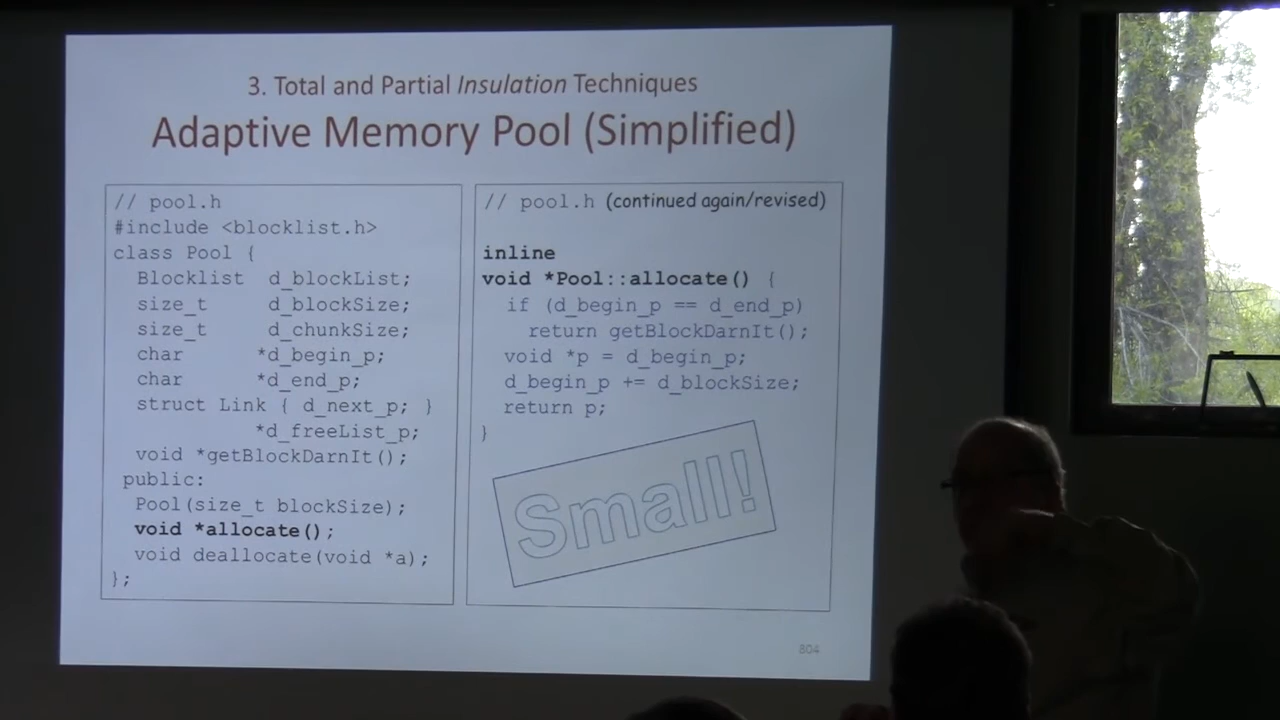 3. Total and Partial Insulation Techniques
Adaptive Memory Pool (Simplified)
// pool.h
#include <blocklist.h>
class Pool {
Blocklist d_blockList;
size_t d_blockSize;
size_t d_chunkSize;
char *d_begin_p;
char *d_end_p;
struct Link { d_next_p; }
*d_freeList_p;
void *getBlockDarnIt();
public:
Pool(size_t blockSize);
void *allocate();
void deallocate(void *a);
};
// pool.h (continued again/revised)
inline
void *Pool::allocate() {
if (d_begin_p == d_end_p)
return getBlockDarnIt();
void *p = d_begin_p;
d_begin_p += d_blockSize;
return p;
}
Small!
804